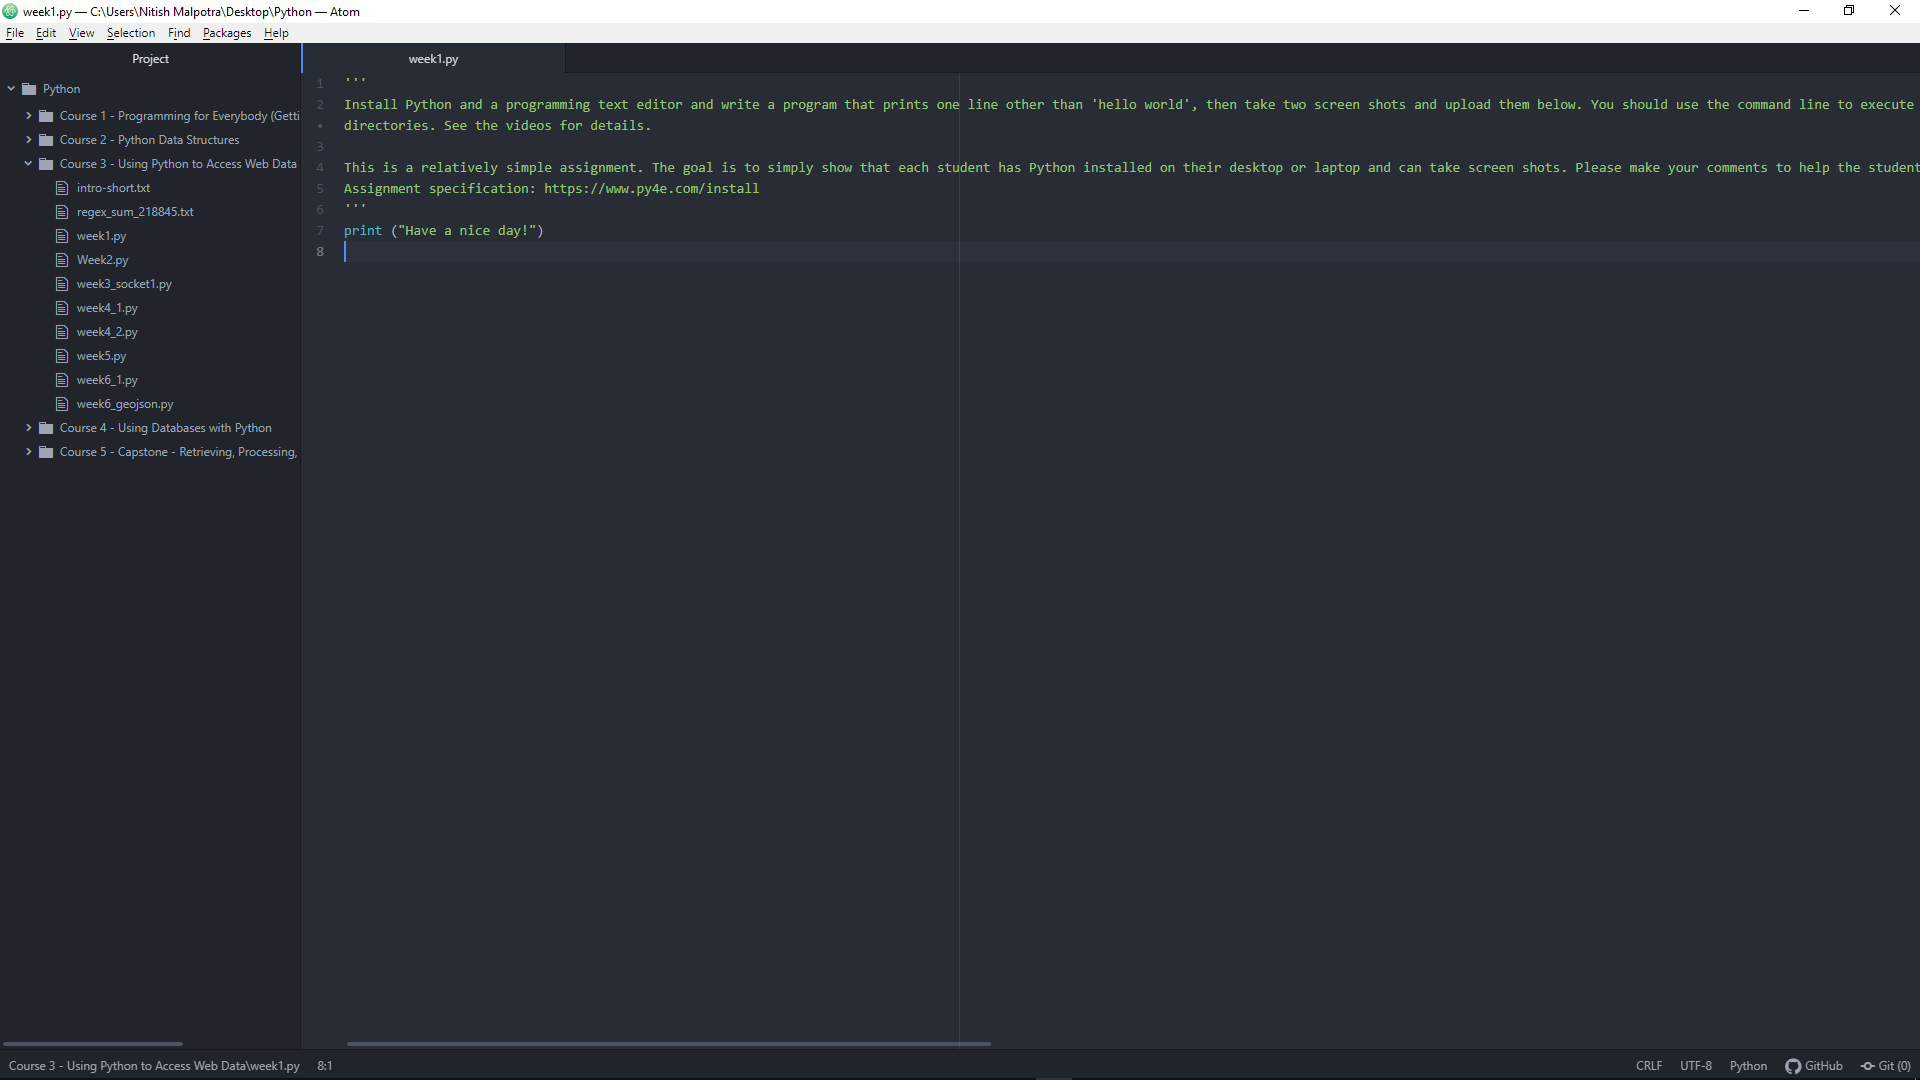 week1.py — C:\Users\Nitish Malpotra\Desktop\Python — Atom
File Edit View Selection Find Packages Help
Project
week1.py
Python
Course 1 - Programming for Everybody (Getti
Course 2 - Python Data Structures
Course 3 - Using Python to Access Web Data
intro-short.txt
regex_sum_218845.txt
week1.py
Week2.py
week3_socket1.py
week4_1.py
week4_2.py
week5.py
week6_1.py
week6_geojson.py
Course 4 - Using Databases with Python
Course 5 - Capstone - Retrieving, Processing,
1 '''
2 Install Python and a programming text editor and write a program that prints one line other than 'hello world', then take two screen shots and upload them below. You should use the command line to execute
• directories. See the videos for details.
3
4 This is a relatively simple assignment. The goal is to simply show that each student has Python installed on their desktop or laptop and can take screen shots. Please make your comments to help the student
5 Assignment specification: https://www.py4e.com/install
6 '''
7 print ("Have a nice day!")
8
Course 3 - Using Python to Access Web Data\week1.py 8:1
CRLF UTF-8 Python GitHub Git (0)